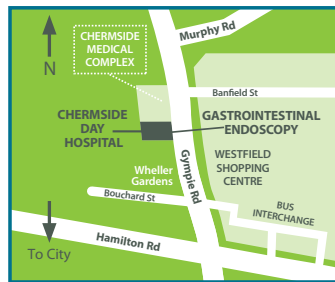 Murphy Rd
CHERMSIDE
MEDICAL
COMPLEX
N
Banfield St
CHERMSIDE
DAY
HOSPITAL
GASTROINTESTINAL
ENDOSCOPY
Wheller
Gardens
Gympie Rd
WESTFIELD
SHOPPING
CENTRE
Bouchard St
BUS
INTERCHANGE
Hamilton Rd
To City